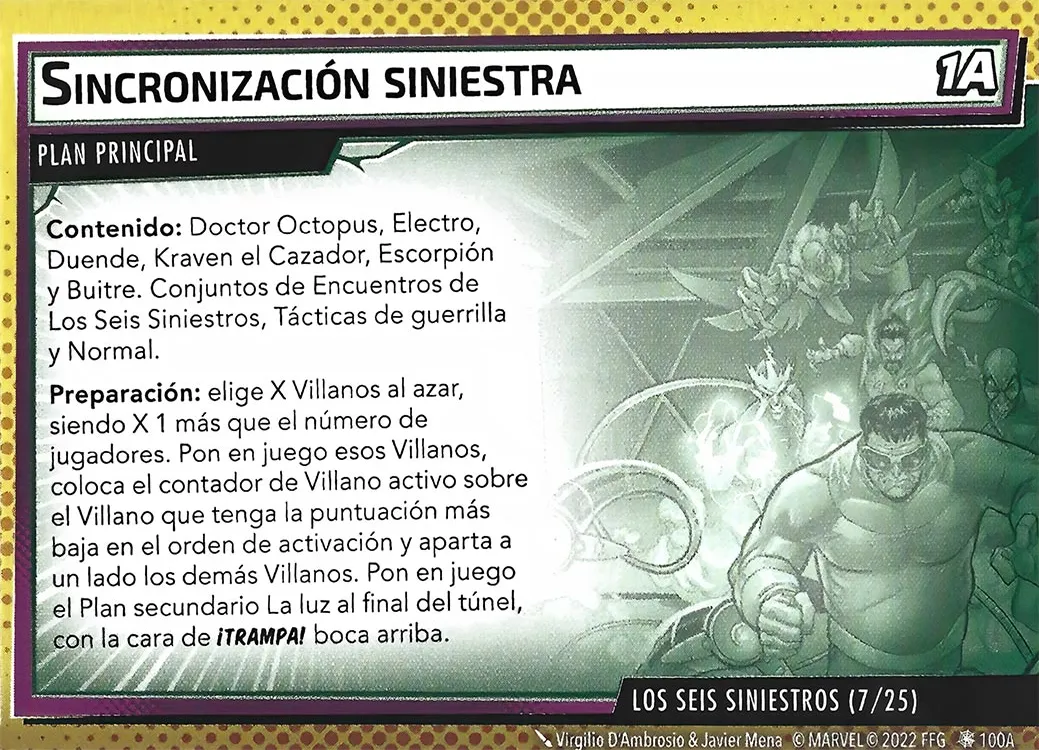 SINCRONIZACIÓN SINIESTRA
1A
PLAN PRINCIPAL
Contenido: Doctor Octopus, Electro,
Duende, Kraven el Cazador, Escorpión
y Buitre. Conjuntos de Encuentros de
Los Seis Siniestros, Tácticas de guerrilla
y Normal.
Preparación: elige X Villanos al azar,
siendo X 1 más que el número de
jugadores. Pon en juego esos Villanos,
coloca el contador de Villano activo sobre
el Villano que tenga la puntuación más
baja en el orden de activación y aparta a
un lado los demás Villanos. Pon en juego
el Plan secundario La luz al final del túnel,
con la cara de ¡TRAMPA! boca arriba.
LOS SEIS SINIESTROS (7/25)
Virgilio D'Ambrosio & Javier Mena © MARVEL © 2022 FFG 100A